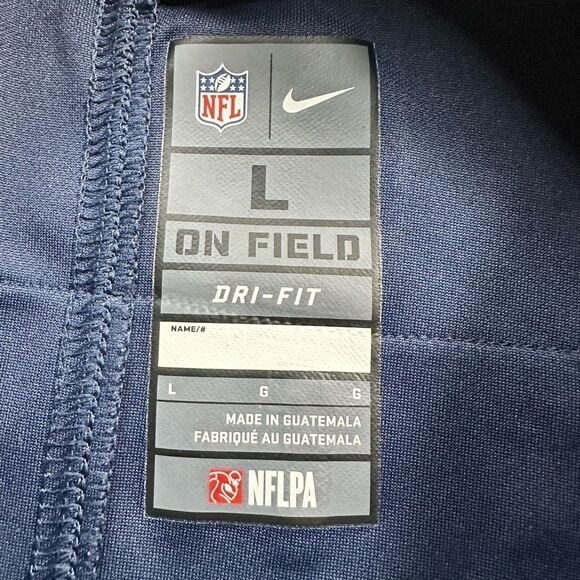 NFL
L
ON FIELD
DRI-FIT
NAME/#
L G G
MADE IN GUATEMALA
FABRIQUÉ AU GUATEMALA
NFLPA